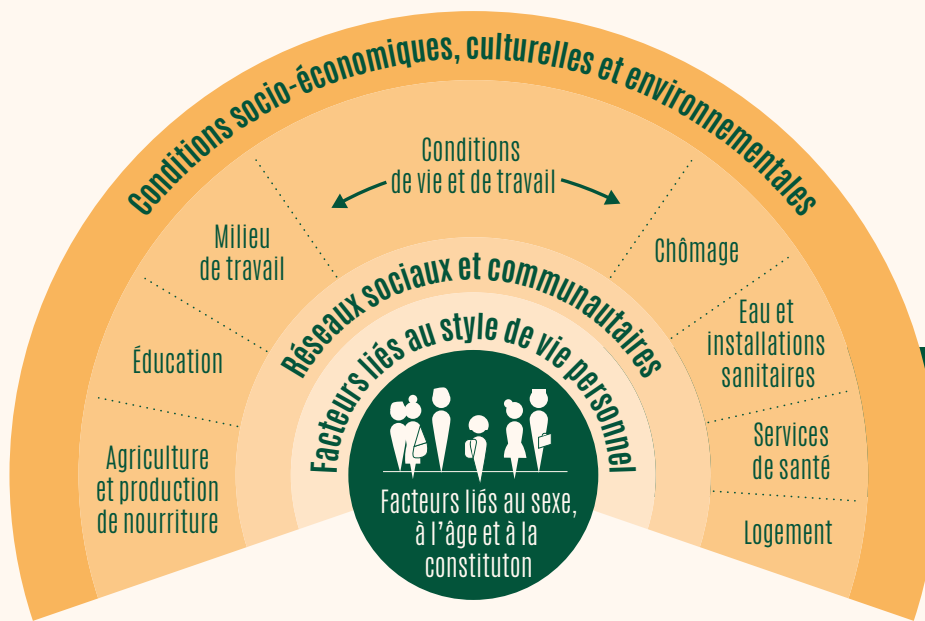 Conditions socio-économiques, culturelles et environnementales
Conditions
de vie et de travail
Milieu
de travail
Éducation
Agriculture
et production
de nourriture
Chômage
Eau et
installations
sanitaires
Services
de santé
Logement
Réseaux sociaux et communautaires
Facteurs liés au style de vie personnel
Facteurs liés au sexe,
à l'âge et à la
constituton